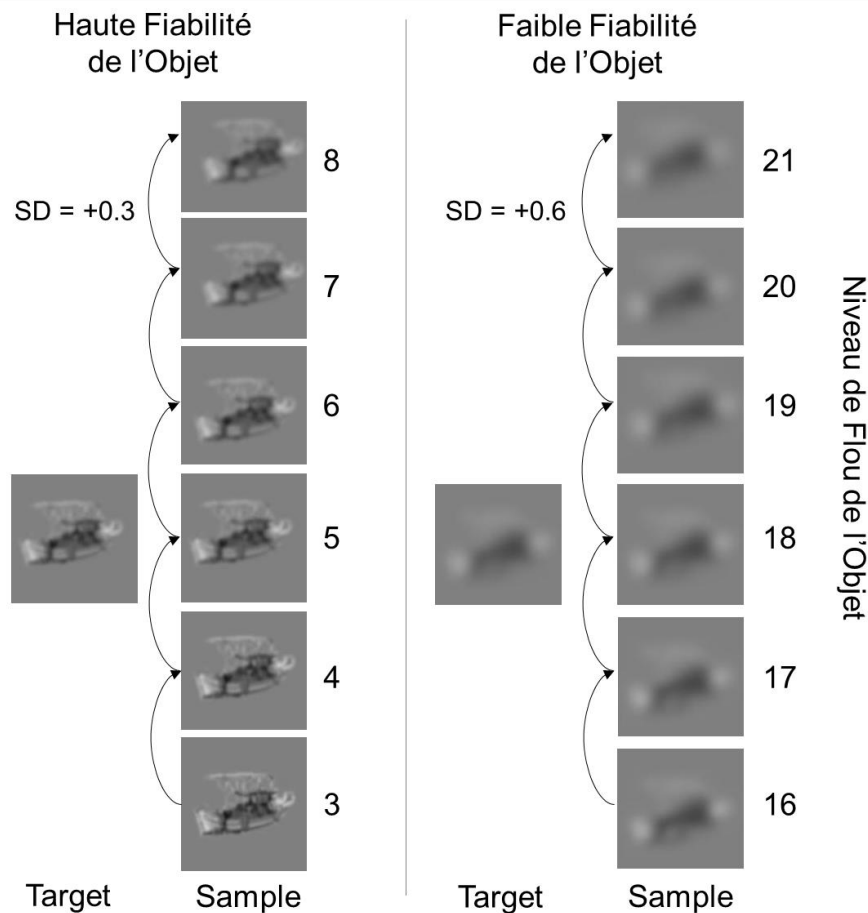 Haute Fiabilité
de l’Objet
8
SD = +0.3
7
6
5
4
3
Target
Sample
Faible Fiabilité
de l’Objet
21
SD = +0.6
20
19
18
17
16
Target
Sample
Niveau de Flou de l’Objet